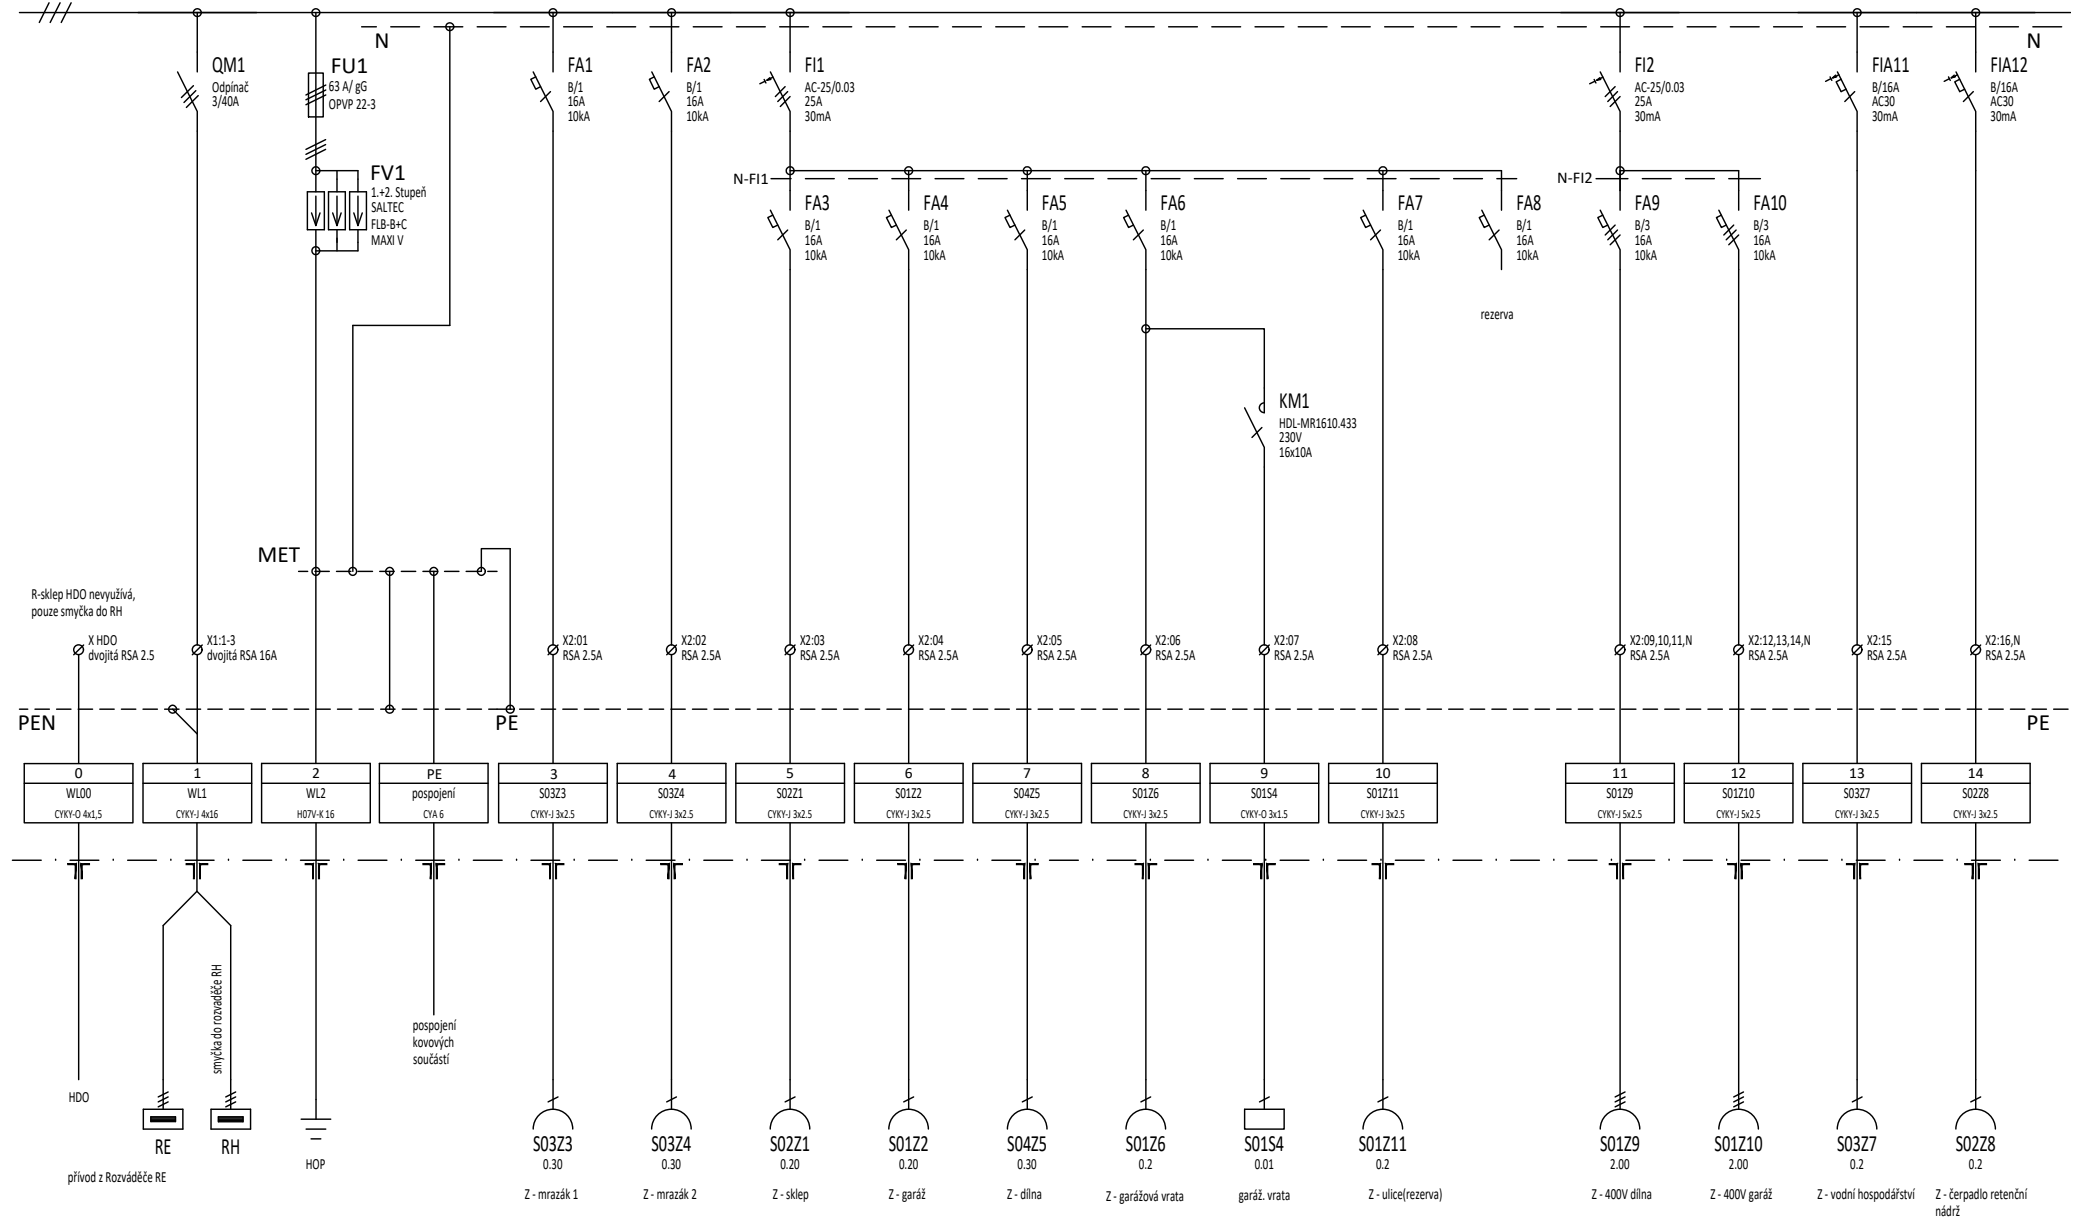 N
N
QM1
Odpínač
3/40A
FU1
63 A/ gG
OPVP 22-3
FA1
B/1
16A
10kA
FA2
B/1
16A
10kA
FI1
AC-25/0.03
25A
30mA
FI2
AC-25/0.03
25A
30mA
FIA11
B/16A
AC30
30mA
FIA12
B/16A
AC30
30mA
FV1
1.+2. Stupeň
SALTEC
FLB-B+C
MAXI V
N-FI1
N-FI2
FA3
B/1
16A
10kA
FA4
B/1
16A
10kA
FA5
B/1
16A
10kA
FA6
B/1
16A
10kA
FA7
B/1
16A
10kA
FA8
B/1
16A
10kA
rezerva
FA9
B/3
16A
10kA
FA10
B/3
16A
10kA
KM1
HDL-MR1610.433
230V
16x10A
MET
R-sklep HDO nevyužívá,
pouze smyčka do RH
X HDO
dvojitá RSA 2.5
X1:1-3
dvojitá RSA 16A
X2:01
RSA 2.5A
X2:02
RSA 2.5A
X2:03
RSA 2.5A
X2:04
RSA 2.5A
X2:05
RSA 2.5A
X2:06
RSA 2.5A
X2:07
RSA 2.5A
X2:08
RSA 2.5A
X2:09,10,11,N
RSA 2.5A
X2:12,13,14,N
RSA 2.5A
X2:15
RSA 2.5A
X2:16,N
RSA 2.5A
PEN
PE
PE
0
WL00
CYKY-O 4x1,5
1
WL1
CYKY-J 4x16
2
WL2
H07V-K 16
PE
pospojení
CYA 6
3
S03Z3
CYKY-J 3x2.5
4
S03Z4
CYKY-J 3x2.5
5
S02Z1
CYKY-J 3x2.5
6
S01Z2
CYKY-J 3x2.5
7
S04Z5
CYKY-J 3x2.5
8
S01Z6
CYKY-J 3x2.5
9
S01S4
CYKY-O 3x1.5
10
S01Z11
CYKY-J 3x2.5
11
S01Z9
CYKY-J 5x2.5
12
S01Z10
CYKY-J 5x2.5
13
S03Z7
CYKY-J 3x2.5
14
S02Z8
CYKY-J 3x2.5
smyčka do rozvaděče RH
pospojení
kovových
součástí
HDO
RE
RH
přívod z Rozváděče RE
HOP
S03Z3
0.30
Z - mrazák 1
S03Z4
0.30
Z - mrazák 2
S02Z1
0.20
Z - sklep
S01Z2
0.20
Z - garáž
S04Z5
0.30
Z - dílna
S01Z6
0.2
Z - garážová vrata
S01S4
0.01
garáž. vrata
S01Z11
0.2
Z - ulice(rezerva)
S01Z9
2.00
Z - 400V dílna
S01Z10
2.00
Z - 400V garáž
S03Z7
0.2
Z - vodní hospodářství
S02Z8
0.2
Z - čerpadlo retenční
nádrž